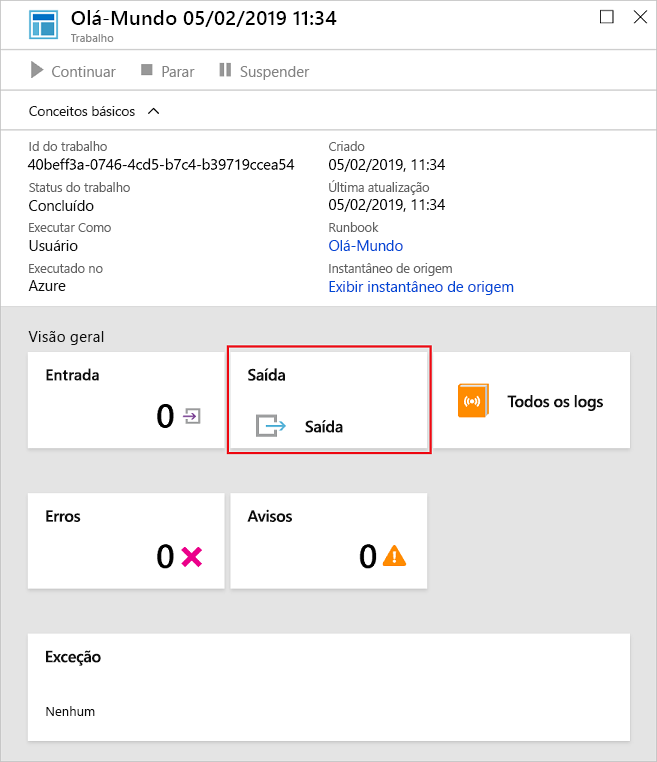 Olá-Mundo 05/02/2019 11:34
Trabalho
Continuar Parar Suspender
Conceitos básicos
Id do trabalho
40beff3a-0746-4cd5-b7c4-b39719ccea54
Status do trabalho
Concluído
Executar Como
Usuário
Executado no
Azure
Criado
05/02/2019, 11:34
Última atualização
05/02/2019, 11:34
Runbook
Olá-Mundo
Instantâneo de origem
Exibir instantâneo de origem
Visão geral
Entrada
0
Saída
Saída
Todos os logs
Erros
0
Avisos
0
Exceção
Nenhum